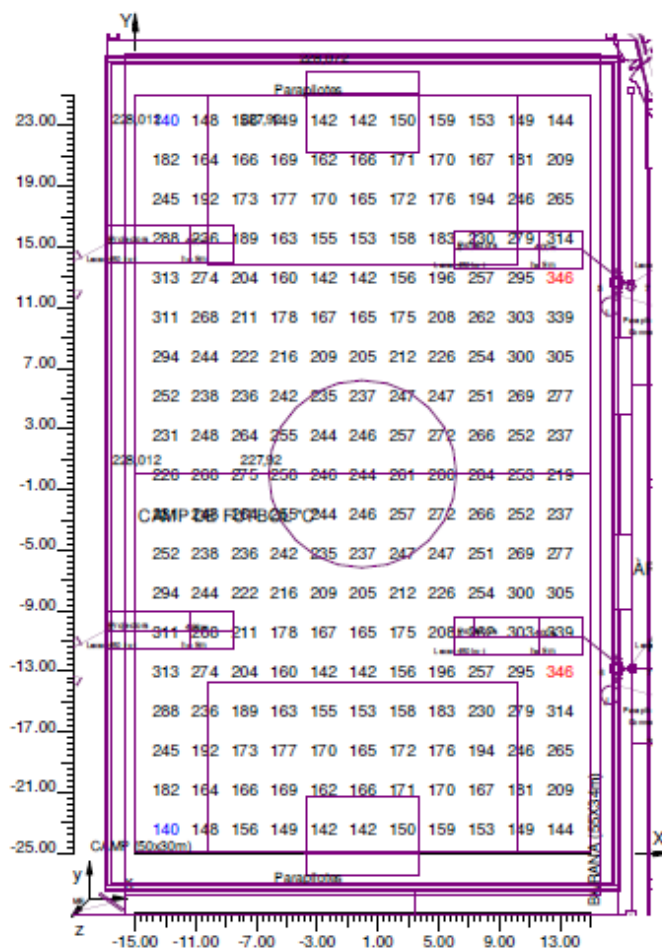 Y
Parapilotes
23.00 228,012 140 148 156 149 142 142 150 159 153 149 144
182 164 166 169 162 166 171 170 167 181 209
19.00
245 192 173 177 170 165 172 176 194 246 265
15.00 288 236 189 163 155 153 158 183 230 279 314
313 274 204 160 142 142 156 196 257 295 346
11.00
311 268 211 178 167 165 175 208 262 303 339
7.00 294 244 222 216 209 205 212 226 254 300 305
252 238 236 242 235 237 247 247 251 269 277
3.00
231 248 264 255 244 246 257 272 266 252 237
228,012 227,92
-1.00 275 244 253 219
CAMP DE FUTBOL "C"
244 246 257 272 266 252 237
-5.00
252 238 236 242 235 237 247 247 251 269 277
294 244 222 216 209 205 212 226 254 300 305
-9.00
311 268 211 178 167 165 175 208 303 339
-13.00 313 274 204 160 142 142 156 196 257 295 346
288 236 189 163 155 153 158 183 230 279 314
-17.00
245 192 173 177 170 165 172 176 194 246 265
-21.00 182 164 166 169 162 166 171 170 167 181 209
140 148 156 149 142 142 150 159 153 149 144
CAMP (50x30m)
-25.00
X
BARANA (55X34m)
Parapilotes
y
x
z
-15.00 -11.00 -7.00 -3.00 1.00 5.00 9.00 13.00